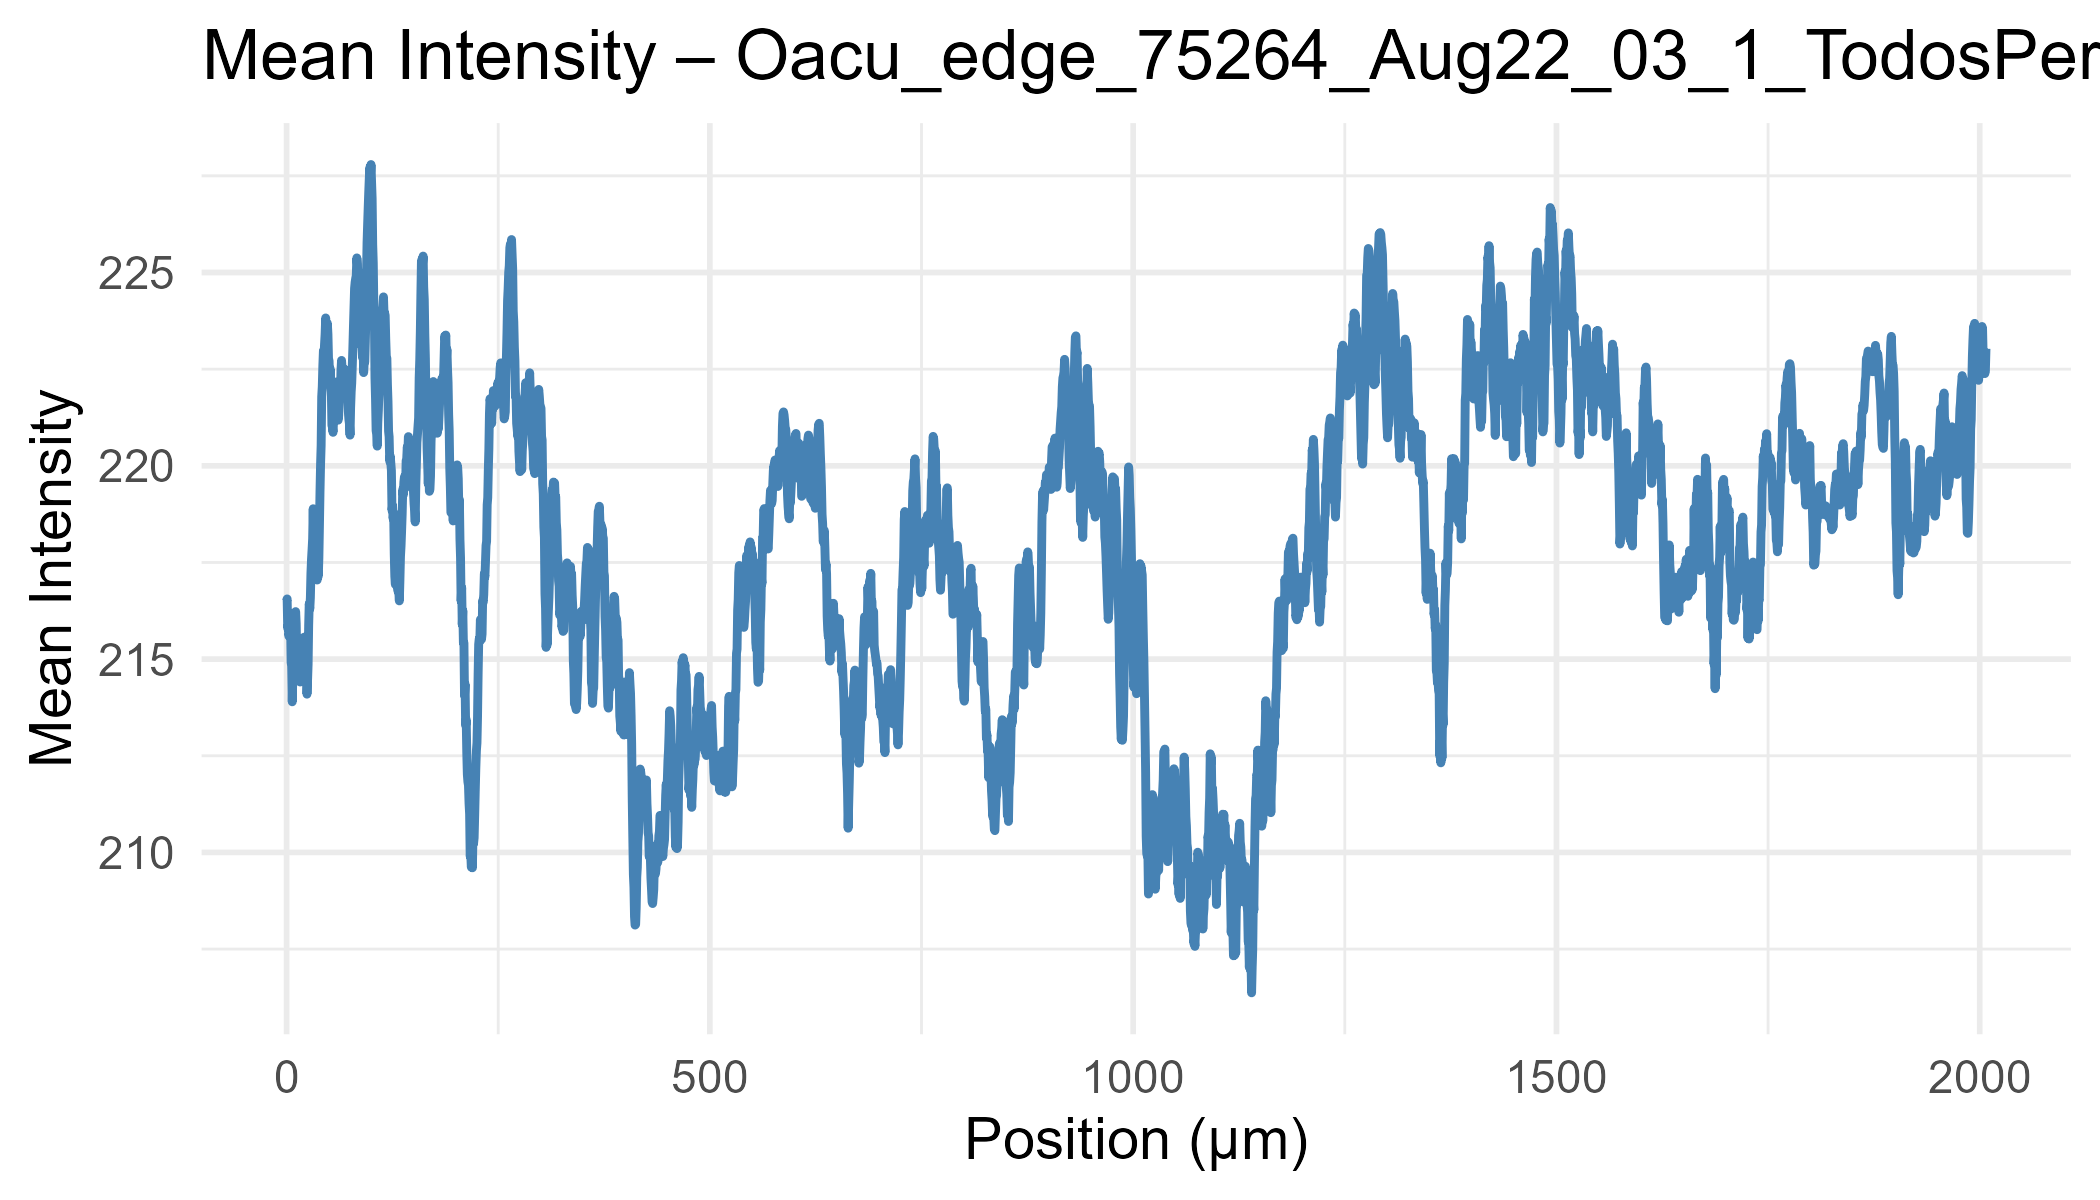 Mean Intensity – Oacu_edge_75264_Aug22_03_1_TodosPer
Mean Intensity
225
220
215
210
0 500 1000 1500 2000
Position (µm)